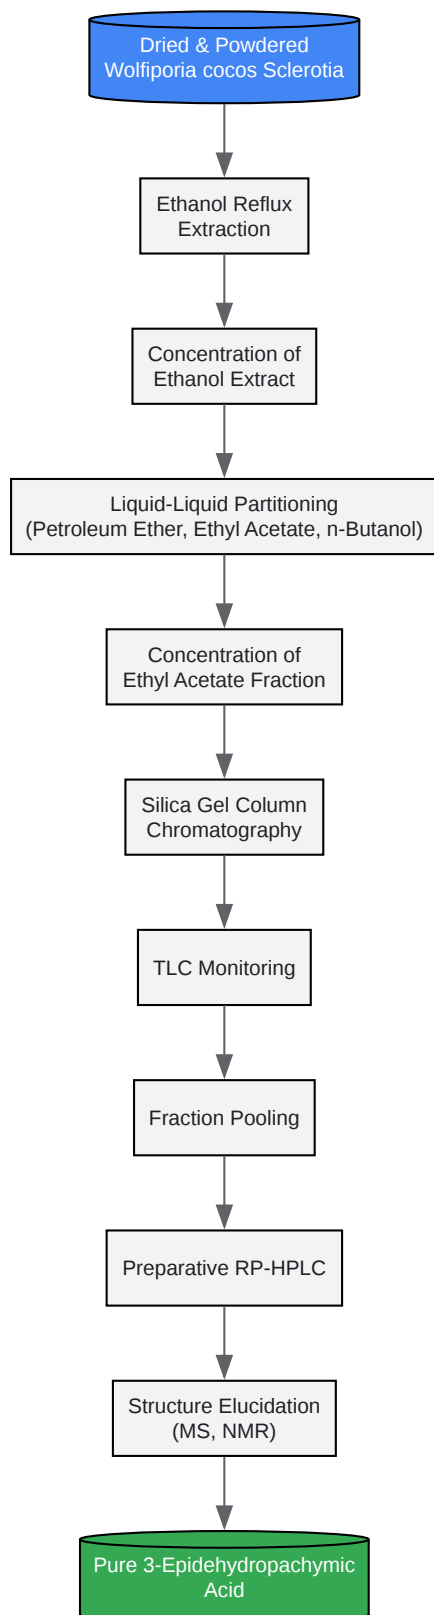 Dried & Powdered
Wolfiporia cocos Sclerotia
Ethanol Reflux
Extraction
Concentration of
Ethanol Extract
Liquid-Liquid Partitioning
(Petroleum Ether, Ethyl Acetate, n-Butanol)
Concentration of
Ethyl Acetate Fraction
Silica Gel Column
Chromatography
TLC Monitoring
Fraction Pooling
Preparative RP-HPLC
Structure Elucidation
(MS, NMR)
Pure 3-Epidehydropachymic
Acid